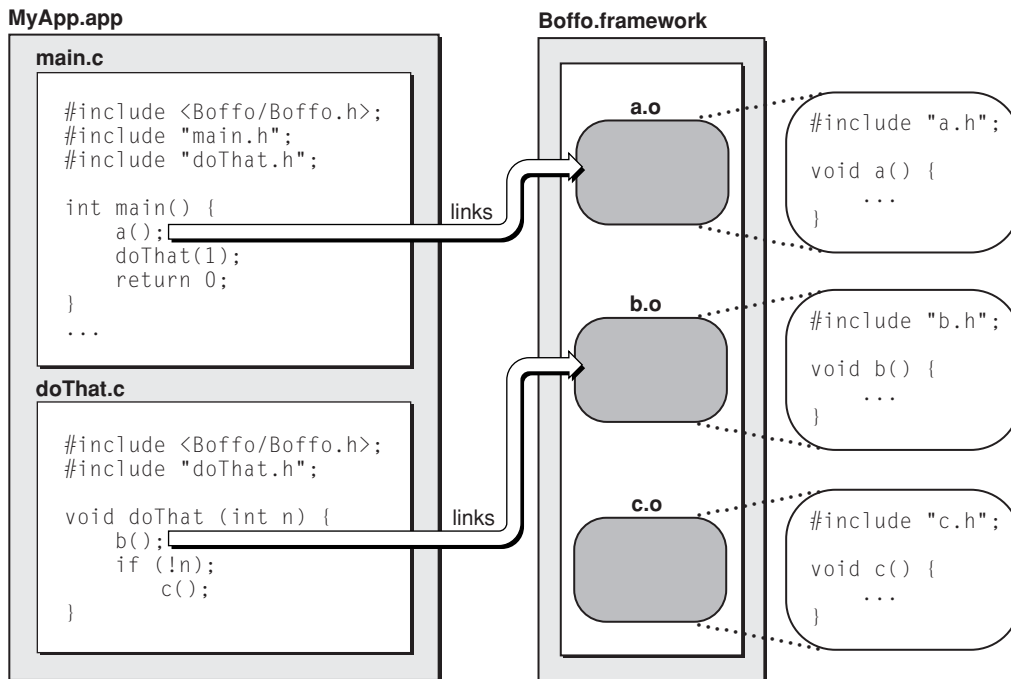 MyApp.app
main.c
#include <Boffo/Boffo.h>;
#include "main.h";
#include "doThat.h";
int main() {
a();
doThat(1);
return 0;
}
...
doThat.c
#include <Boffo/Boffo.h>;
#include "doThat.h";
void doThat (int n) {
b();
if (!n);
c();
}
links
links
Boffo.framework
a.o
b.o
c.o
#include "a.h";
void a() {
...
}
#include "b.h";
void b() {
...
}
#include "c.h";
void c() {
...
}